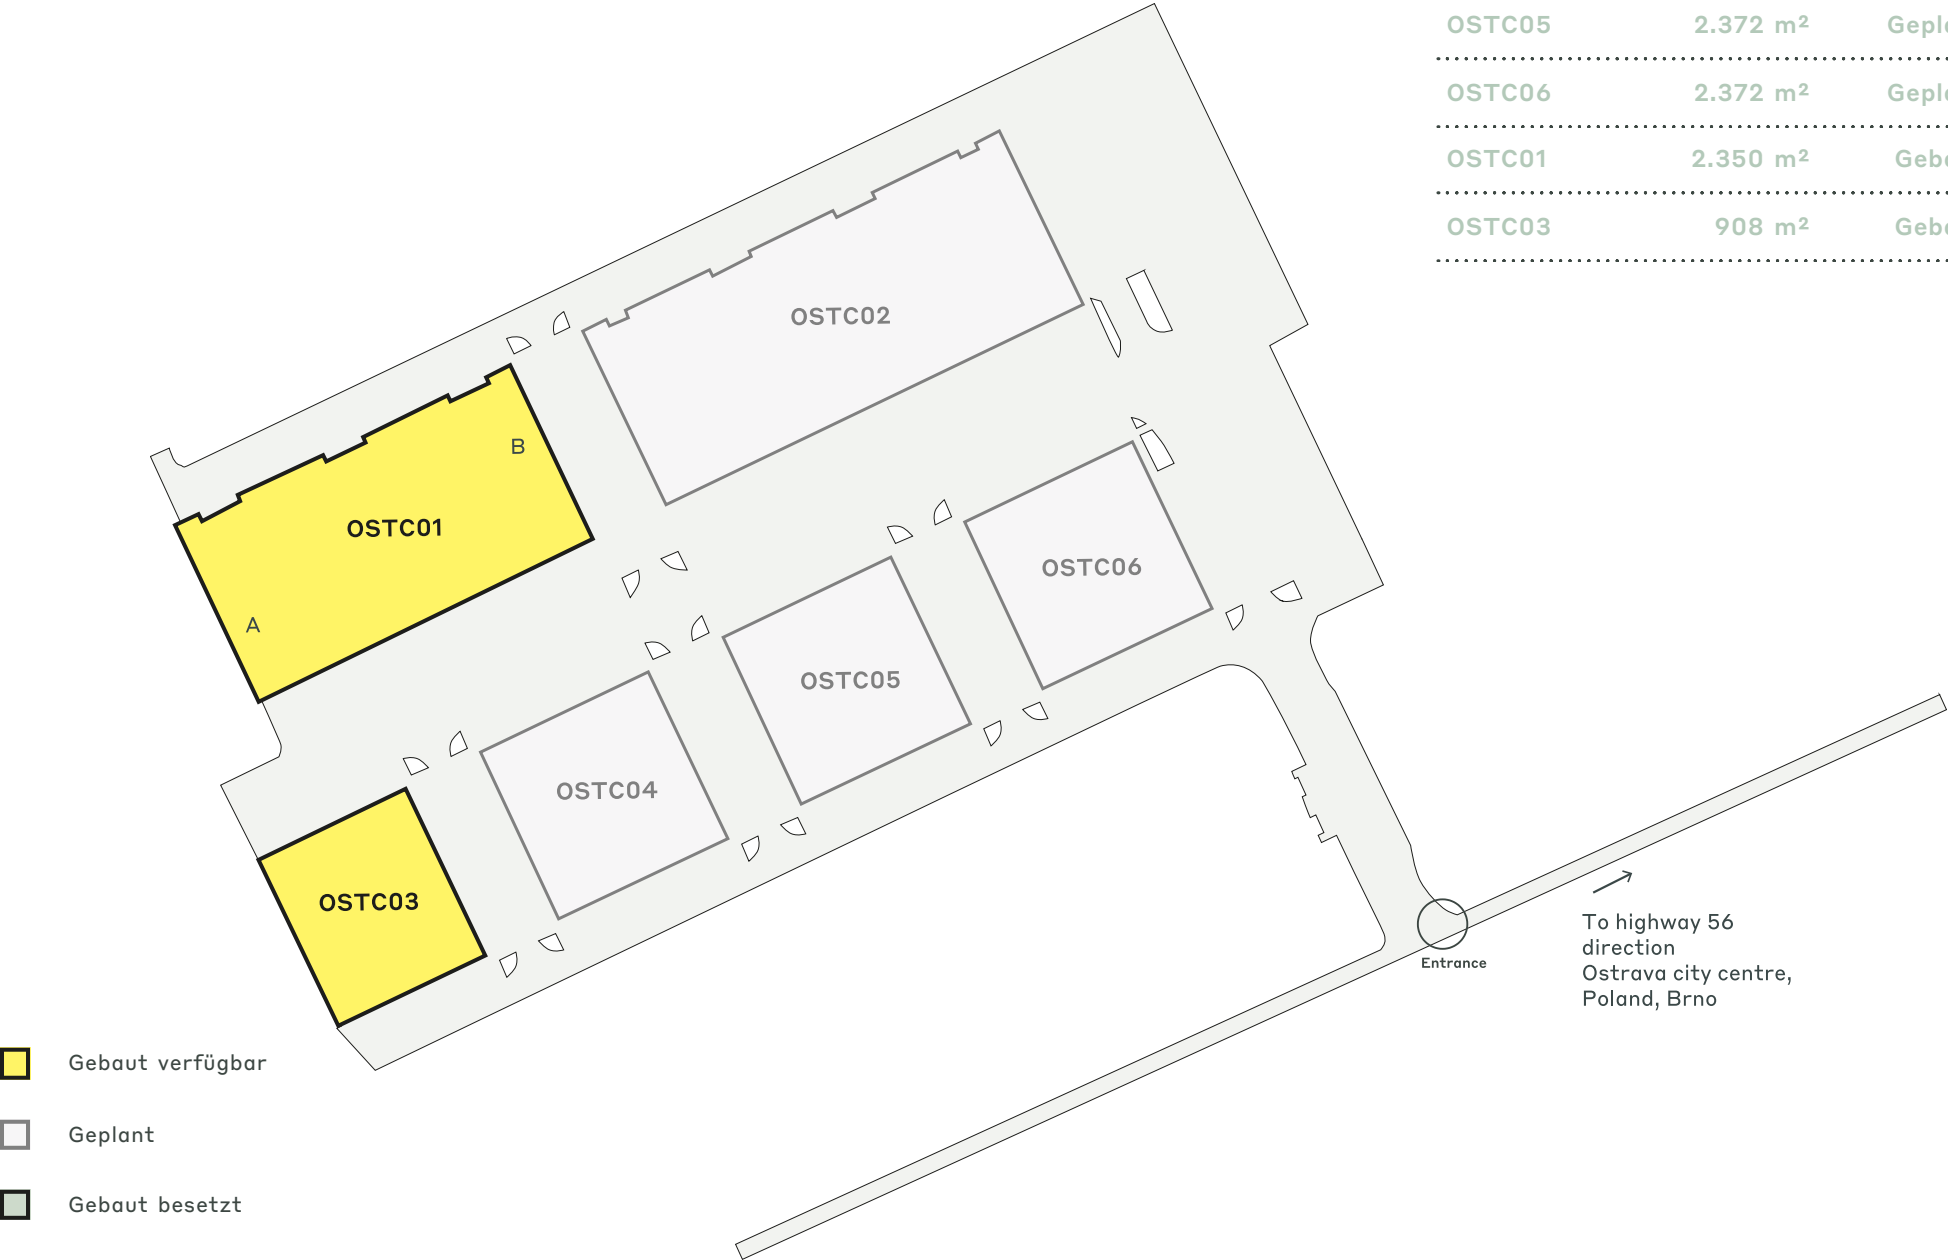 OSTC05 2.372 m²
OSTC06 2.372 m²
OSTC01 2.350 m²
OSTC03 908 m²
OSTC02
B
OSTC01
A
OSTC06
OSTC05
OSTC04
OSTC03
Entrance
To highway 56
direction
Ostrava city centre,
Poland, Brno
Gebaut verfügbar
Geplant
Gebaut besetzt